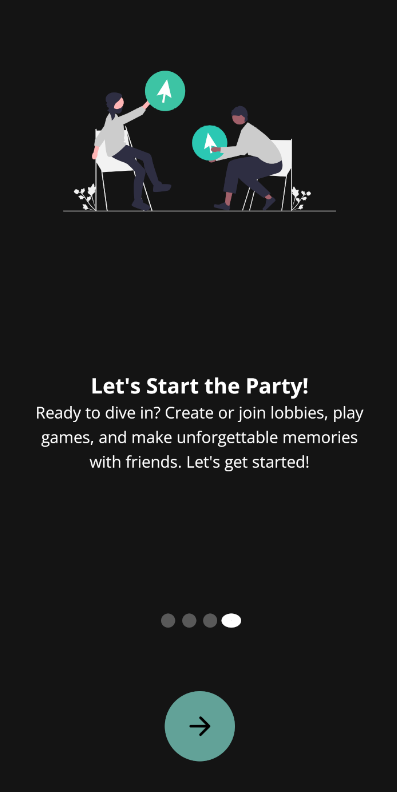 Let's Start the Party!
Ready to dive in? Create or join lobbies, play
games, and make unforgettable memories
with friends. Let's get started!